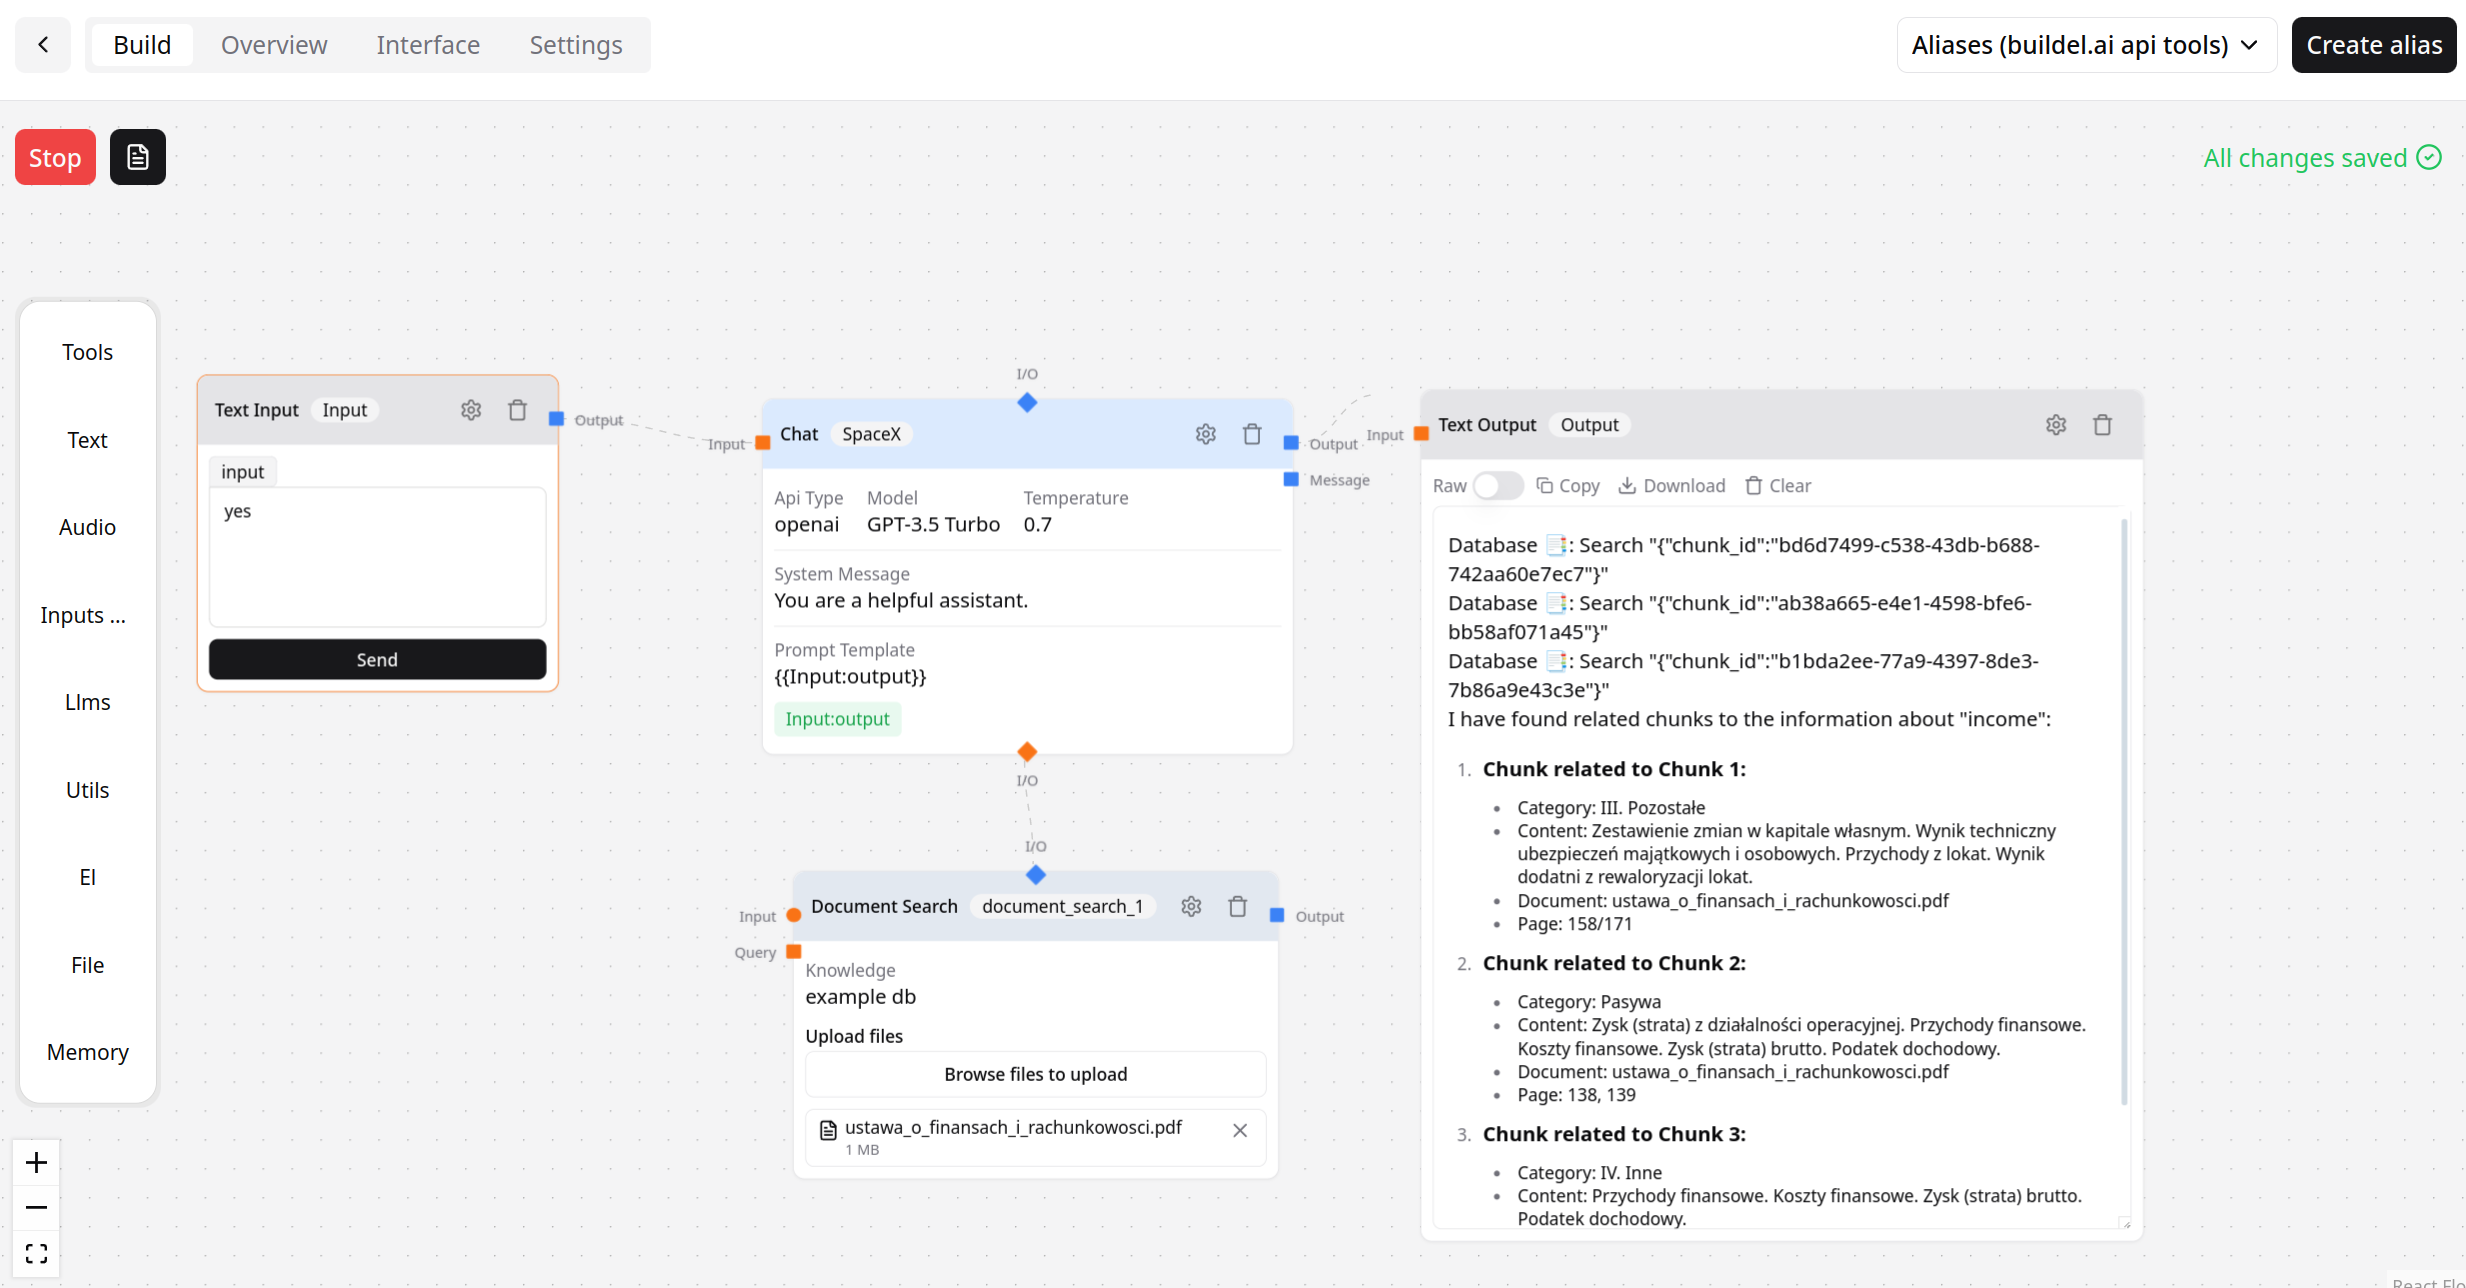 Build
Overview
Interface
Settings
Aliases (buildel.ai api tools)
Create alias
Stop
All changes saved
Tools
Text
Audio
Inputs ...
Llms
Utils
EI
File
Memory
Text Input
Input
Output
input
yes
Send
I/O
Input
Chat
SpaceX
Output
Message
Api Type
Model
Temperature
openai
GPT-3.5 Turbo
0.7
System Message
You are a helpful assistant.
Prompt Template
{{Input:output}}
Input:output
I/O
I/O
Input
Query
Document Search
document_search_1
Output
Knowledge
example db
Upload files
Browse files to upload
ustawa_o_finansach_i_rachunkowosci.pdf
1 MB
Input
Text Output
Output
Raw
Copy
Download
Clear
Database 📑: Search "{"chunk_id":"bd6d7499-c538-43db-b688-
742aa60e7ec7"}"
Database 📑: Search "{"chunk_id":"ab38a665-e4e1-4598-bfe6-
bb58af071a45"}"
Database 📑: Search "{"chunk_id":"b1bda2ee-77a9-4397-8de3-
7b86a9e43c3e"}"
I have found related chunks to the information about "income":
1. Chunk related to Chunk 1:
• Category: III. Pozostałe
• Content: Zestawienie zmian w kapitale własnym. Wynik techniczny
ubezpieczeń majątkowych i osobowych. Przychody z lokat. Wynik
dodatni z rewaloryzacji lokat.
• Document: ustawa_o_finansach_i_rachunkowosci.pdf
• Page: 158/171
2. Chunk related to Chunk 2:
• Category: Pasywa
• Content: Zysk (strata) z działalności operacyjnej. Przychody finansowe.
Koszty finansowe. Zysk (strata) brutto. Podatek dochodowy.
• Document: ustawa_o_finansach_i_rachunkowosci.pdf
• Page: 138, 139
3. Chunk related to Chunk 3:
• Category: IV. Inne
• Content: Przychody finansowe. Koszty finansowe. Zysk (strata) brutto.
Podatek dochodowy.
React Flo